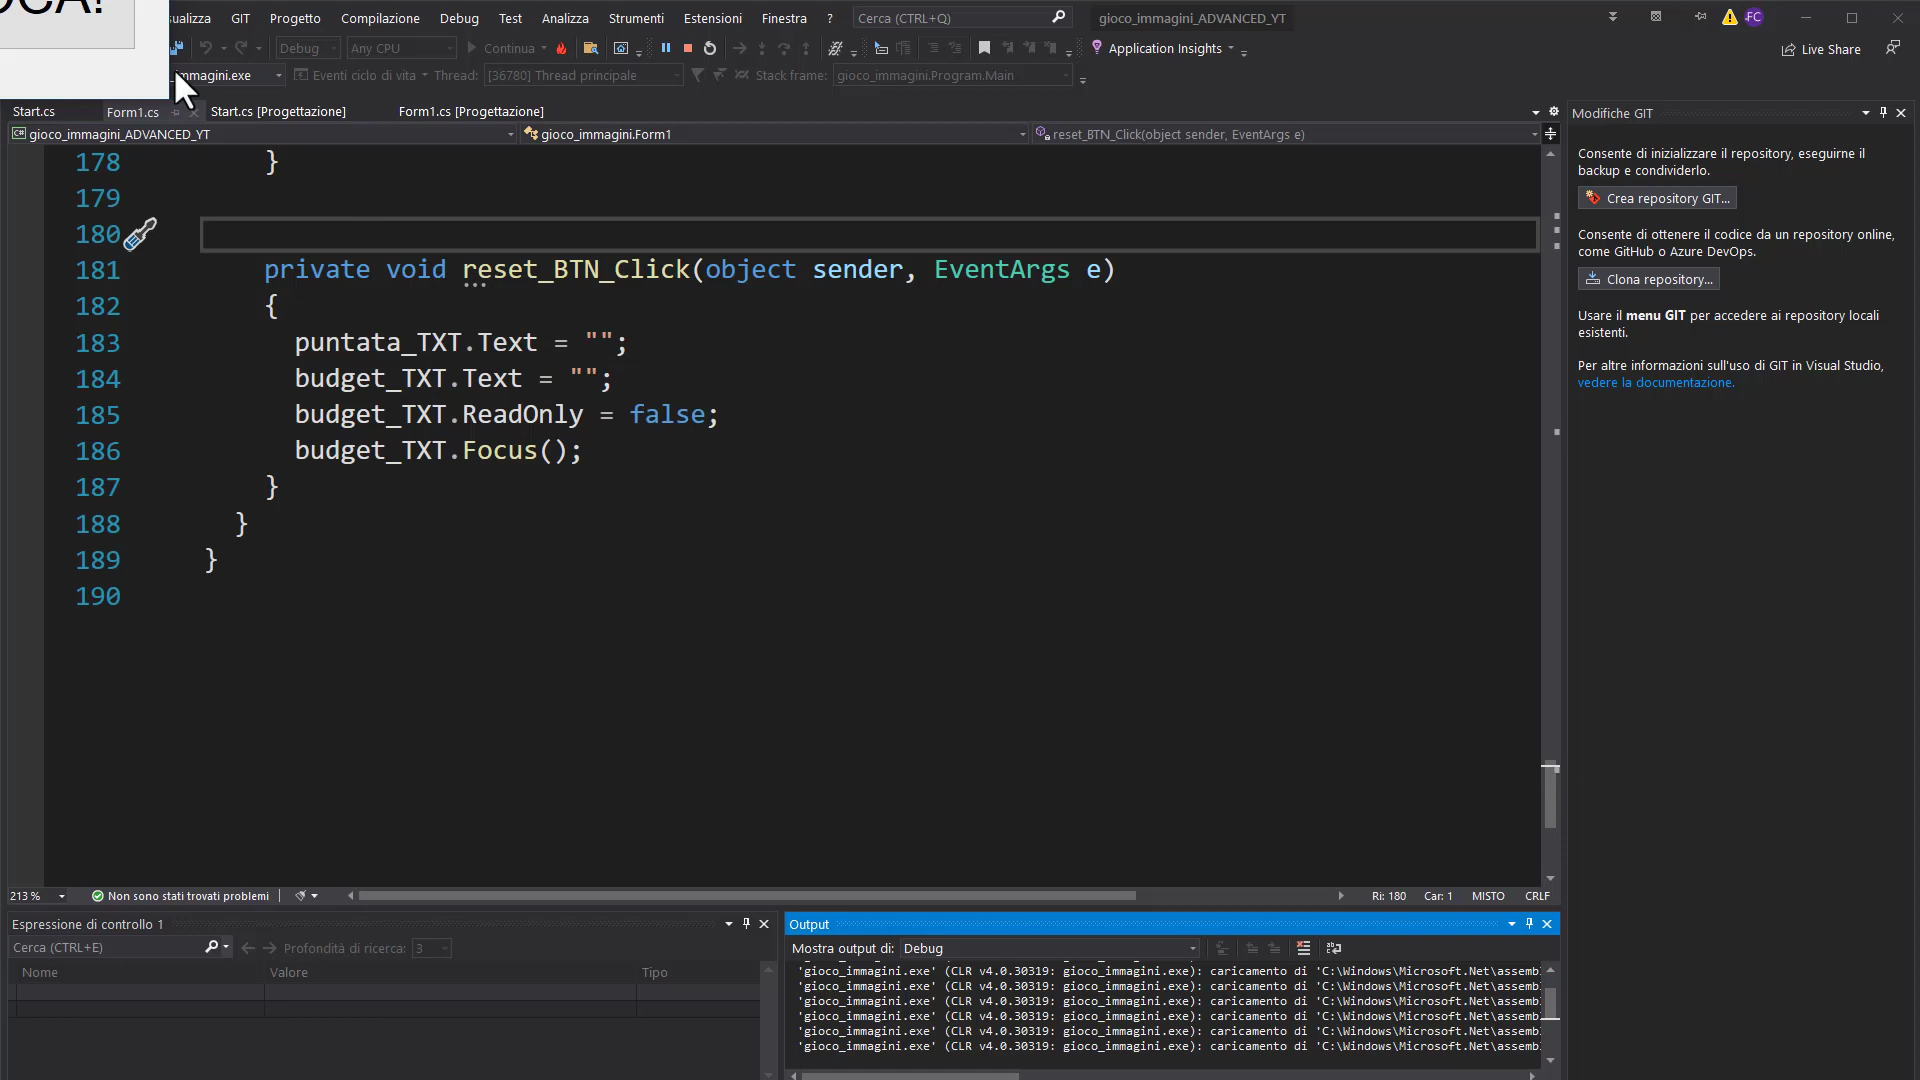 OCA!
ualizza GIT Progetto Compilazione Debug Test Analizza Strumenti Estensioni Finestra ? Cerca (CTRL+Q) gioco_immagini_ADVANCED_YT FC
Debug Any CPU Continua Application Insights Live Share
immagini.exe Eventi ciclo di vita Thread: [36780] Thread principale Stack frame: gioco_immagini.Program.Main
Start.cs Form1.cs Start.cs [Progettazione] Form1.cs [Progettazione]
gioco_immagini_ADVANCED_YT gioco_immagini.Form1 reset_BTN_Click(object sender, EventArgs e)
178 }
179
180
181 private void reset_BTN_Click(object sender, EventArgs e)
182 {
183 puntata_TXT.Text = "";
184 budget_TXT.Text = "";
185 budget_TXT.ReadOnly = false;
186 budget_TXT.Focus();
187 }
188 }
189 }
190
213 % Non sono stati trovati problemi Ri: 180 Car: 1 MISTO CRLF
Espressione di controllo 1
Cerca (CTRL+E) Profondità di ricerca: 3
Nome Valore Tipo
Output
Mostra output di: Debug
'gioco_immagini.exe' (CLR v4.0.30319: gioco_immagini.exe): caricamento di 'C:\Windows\Microsoft.Net\assemb
'gioco_immagini.exe' (CLR v4.0.30319: gioco_immagini.exe): caricamento di 'C:\Windows\Microsoft.Net\assemb
'gioco_immagini.exe' (CLR v4.0.30319: gioco_immagini.exe): caricamento di 'C:\Windows\Microsoft.Net\assemb
'gioco_immagini.exe' (CLR v4.0.30319: gioco_immagini.exe): caricamento di 'C:\Windows\Microsoft.Net\assemb
'gioco_immagini.exe' (CLR v4.0.30319: gioco_immagini.exe): caricamento di 'C:\Windows\Microsoft.Net\assemb
'gioco_immagini.exe' (CLR v4.0.30319: gioco_immagini.exe): caricamento di 'C:\Windows\Microsoft.Net\assemb
Modifiche GIT
Consente di inizializzare il repository, eseguirne il
backup e condividerlo.
Crea repository GIT...
Consente di ottenere il codice da un repository online,
come GitHub o Azure DevOps.
Clona repository...
Usare il menu GIT per accedere ai repository locali
esistenti.
Per altre informazioni sull'uso di GIT in Visual Studio,
vedere la documentazione.